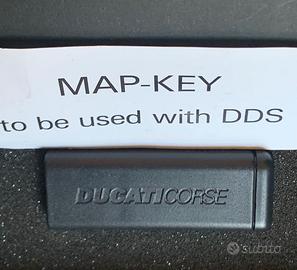 MAP-KEY
to be used with DDS
DUCATICORSE
subito